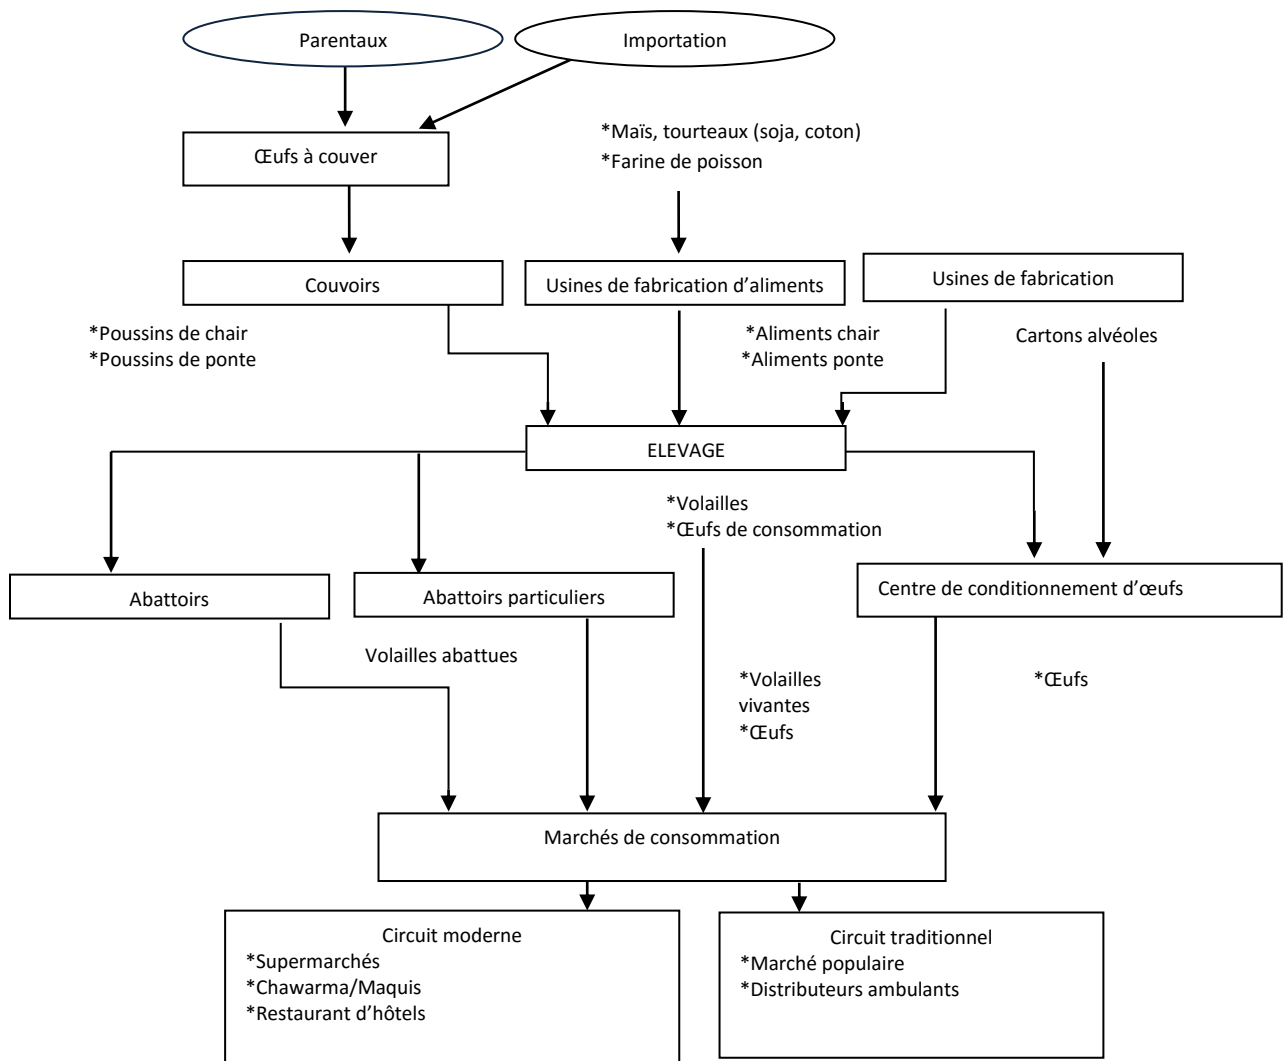 Parentaux
Importation
Œufs à couver
*Maïs, tourteaux (soja, coton)
*Farine de poisson
Couvoirs
Usines de fabrication d’aliments
Usines de fabrication
*Poussins de chair
*Poussins de ponte
*Aliments chair
*Aliments ponte
Cartons alvéoles
ELEVAGE
*Volailles
*Œufs de consommation
Abattoirs
Abattoirs particuliers
Centre de conditionnement d’œufs
Volailles abattues
*Volailles
vivantes
*Œufs
*Œufs
Marchés de consommation
Circuit moderne
*Supermarchés
*Chawarma/Maquis
*Restaurant d’hôtels
Circuit traditionnel
*Marché populaire
*Distributeurs ambulants